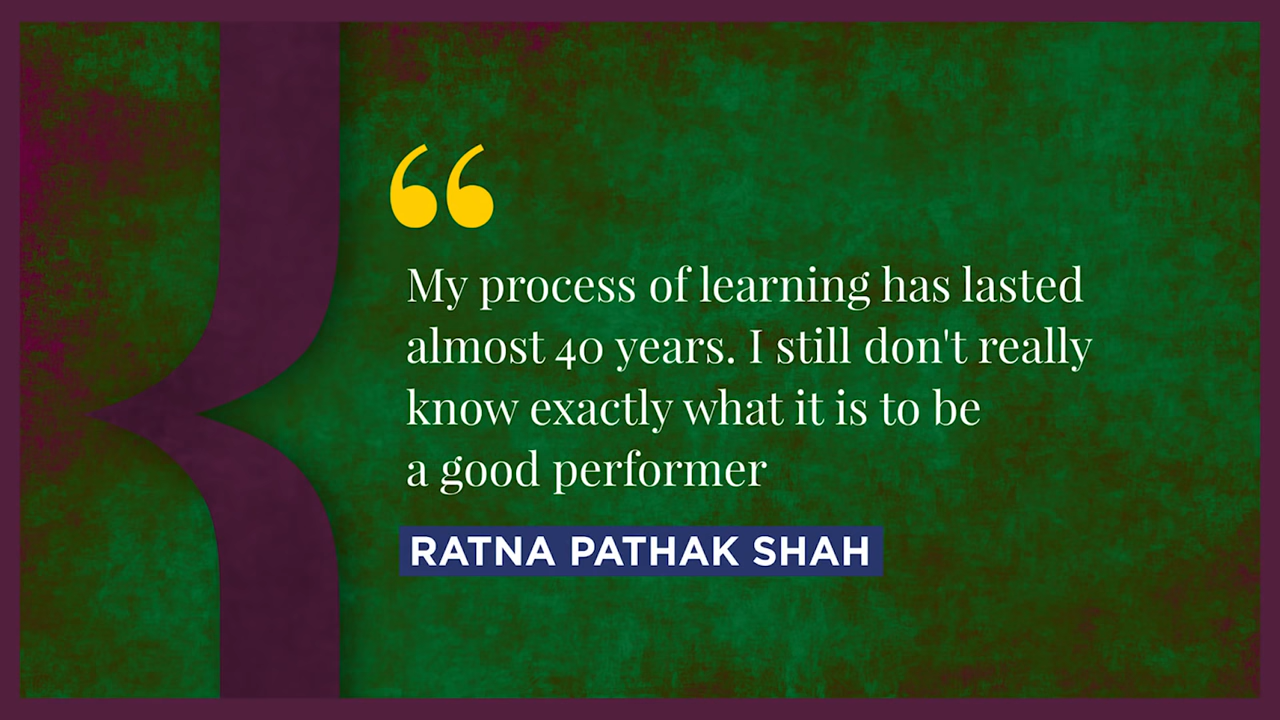 “
My process of learning has lasted
almost 40 years. I still don't really
know exactly what it is to be
a good performer
RATNA PATHAK SHAH